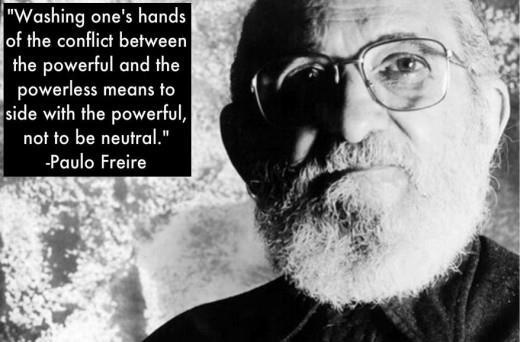 "Washing one's hands
of the conflict between
the powerful and the
powerless means to
side with the powerful,
not to be neutral."
-Paulo Freire